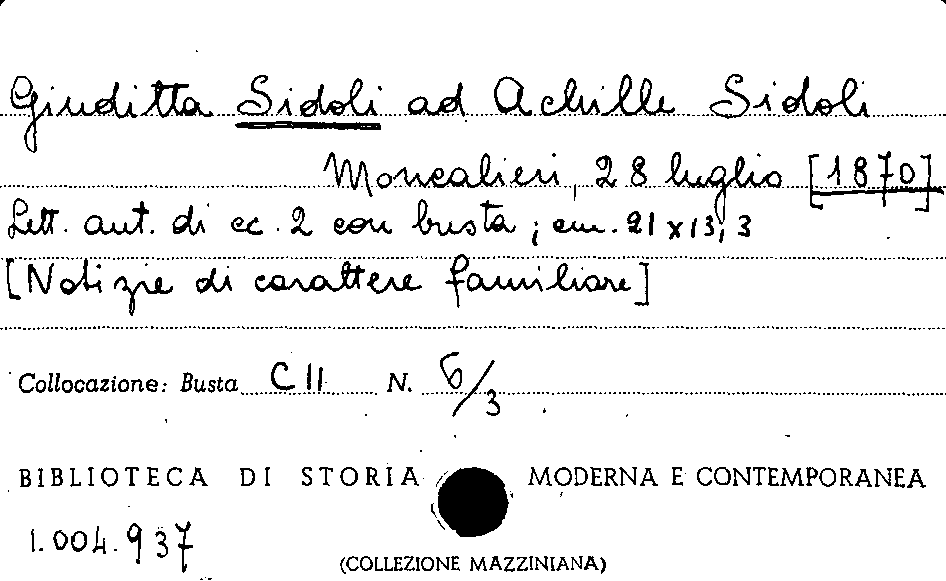 Giuditta Sidoli ad Achille Sidoli
Moncalieri, 28 luglio [1870]
Lett. aut. di cc. 2 con busta; cm. 21 x 13,3
[Notizie di carattere familiare]
Collocazione: Busta C II N. 6/3
BIBLIOTECA DI STORIA MODERNA E CONTEMPORANEA
1.004.937
(COLLEZIONE MAZZINIANA)